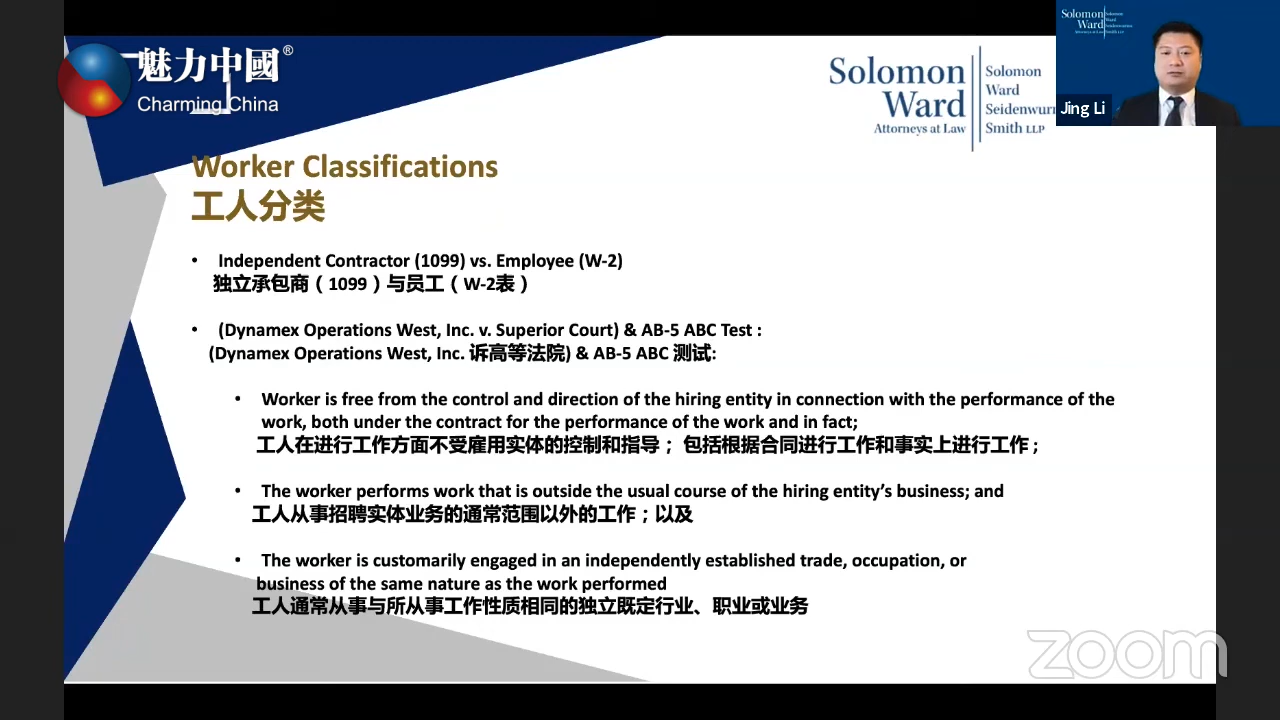 魅力中國®
Charming China
Solomon
Ward
Attorneys at Law
Solomon
Ward
Smith LLP
Solomon
Ward
Attorneys at Law
Solomon
Ward
Smith LLP
Jing Li
Worker Classifications
工人分类
• Independent Contractor (1099) vs. Employee (W-2)
独立承包商（1099）与员工（W-2表）
• (Dynamex Operations West, Inc. v. Superior Court) & AB-5 ABC Test :
(Dynamex Operations West, Inc. 诉高等法院) & AB-5 ABC 测试:
• Worker is free from the control and direction of the hiring entity in connection with the performance of the
work, both under the contract for the performance of the work and in fact;
工人在进行工作方面不受雇用实体的控制和指导； 包括根据合同进行工作和事实上进行工作；
• The worker performs work that is outside the usual course of the hiring entity’s business; and
工人从事招聘实体业务的通常范围以外的工作；以及
• The worker is customarily engaged in an independently established trade, occupation, or
business of the same nature as the work performed
工人通常从事与所从事工作性质相同的独立既定行业、职业或业务
zoom